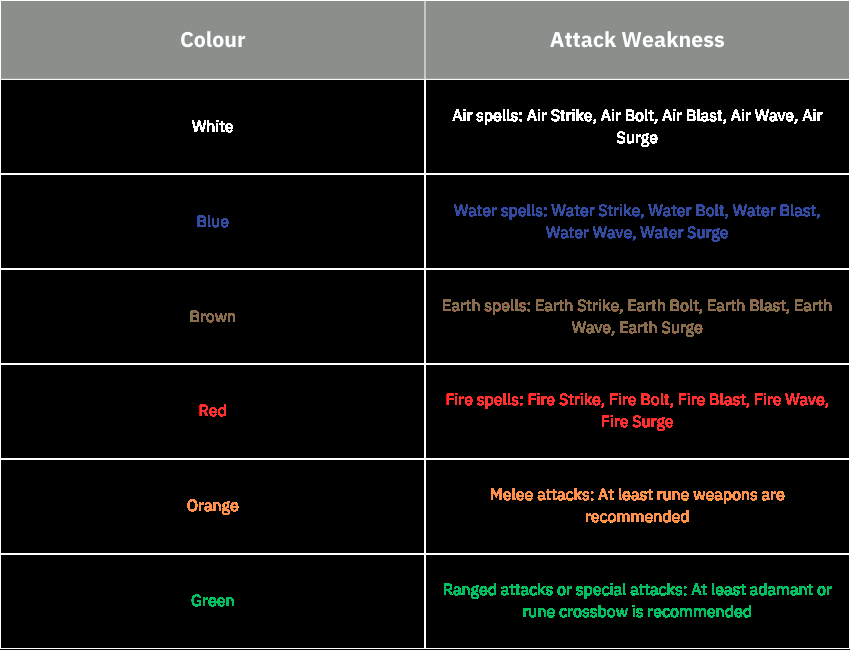 Colour
Attack Weakness
White
Air spells: Air Strike, Air Bolt, Air Blast, Air Wave, Air
Surge
Blue
Water spells: Water Strike, Water Bolt, Water Blast,
Water Wave, Water Surge
Brown
Earth spells: Earth Strike, Earth Bolt, Earth Blast, Earth
Wave, Earth Surge
Red
Fire spells: Fire Strike, Fire Bolt, Fire Blast, Fire Wave,
Fire Surge
Orange
Melee attacks: At least rune weapons are
recommended
Green
Ranged attacks or special attacks: At least adamant or
rune crossbow is recommended